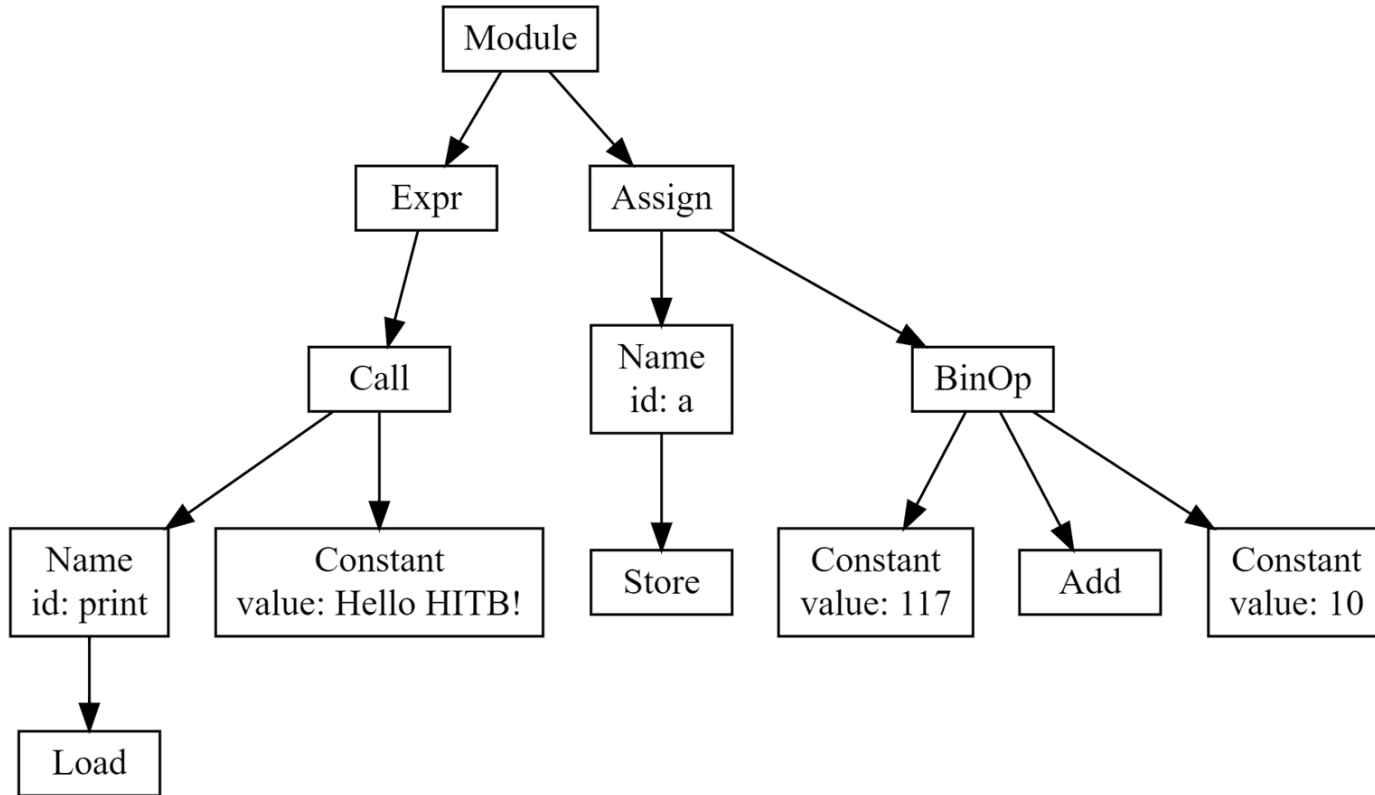 Module
Expr
Assign
Call
Name
id: a
BinOp
Name
id: print
Constant
value: Hello HITB!
Store
Constant
value: 117
Add
Constant
value: 10
Load